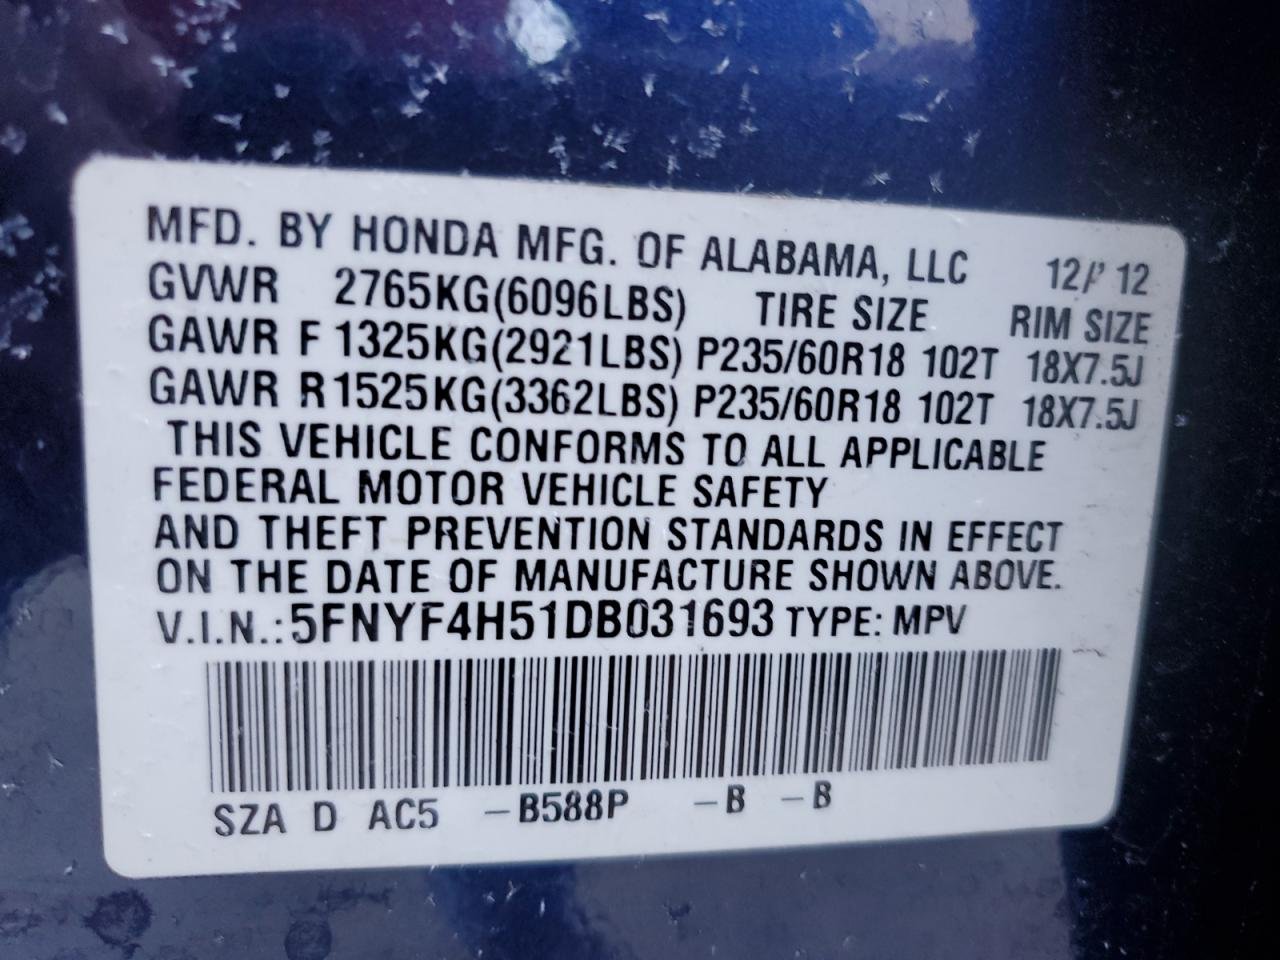 MFD. BY HONDA MFG. OF ALABAMA, LLC 12/12
GVWR 2765KG(6096LBS) TIRE SIZE RIM SIZE
GAWR F 1325KG(2921LBS) P235/60R18 102T 18X7.5J
GAWR R 1525KG(3362LBS) P235/60R18 102T 18X7.5J
THIS VEHICLE CONFORMS TO ALL APPLICABLE
FEDERAL MOTOR VEHICLE SAFETY
AND THEFT PREVENTION STANDARDS IN EFFECT
ON THE DATE OF MANUFACTURE SHOWN ABOVE.
V.I.N.: 5FNYF4H51DB031693 TYPE: MPV
SZA D AC5 -B588P -B -B